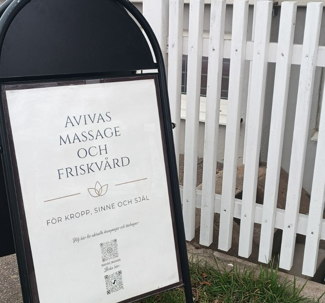 AVIVAS
MASSAGE
OCH
FRISKVÅRD
FÖR KROPP, SINNE OCH SJÄL